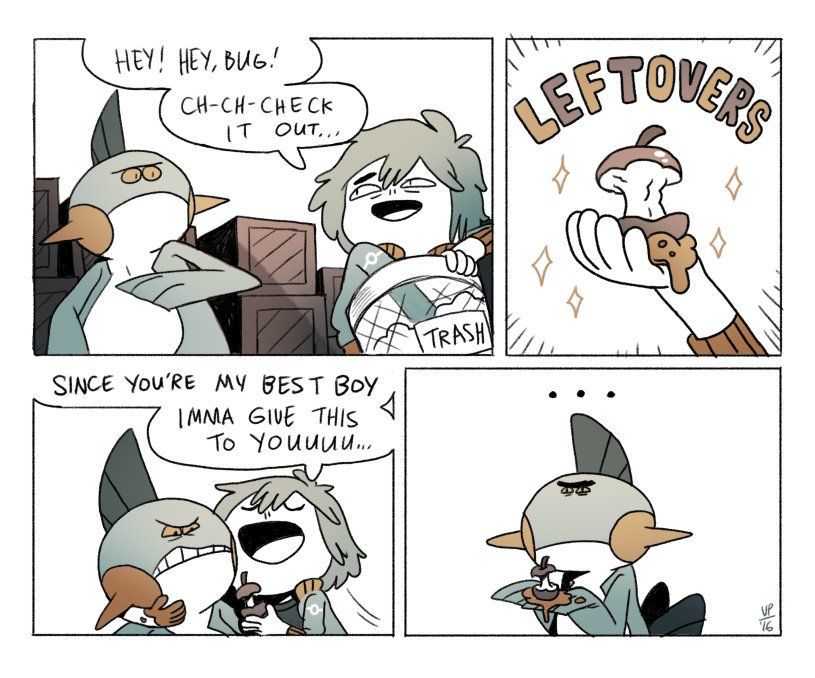 HEY! HEY, BUG!
CH-CH-CHECK
IT OUT...
TRASH
LEFTOVERS
SINCE YOU'RE MY BEST BOY
IMMA GIVE THIS
TO YOUUUU...
...
VP
'16